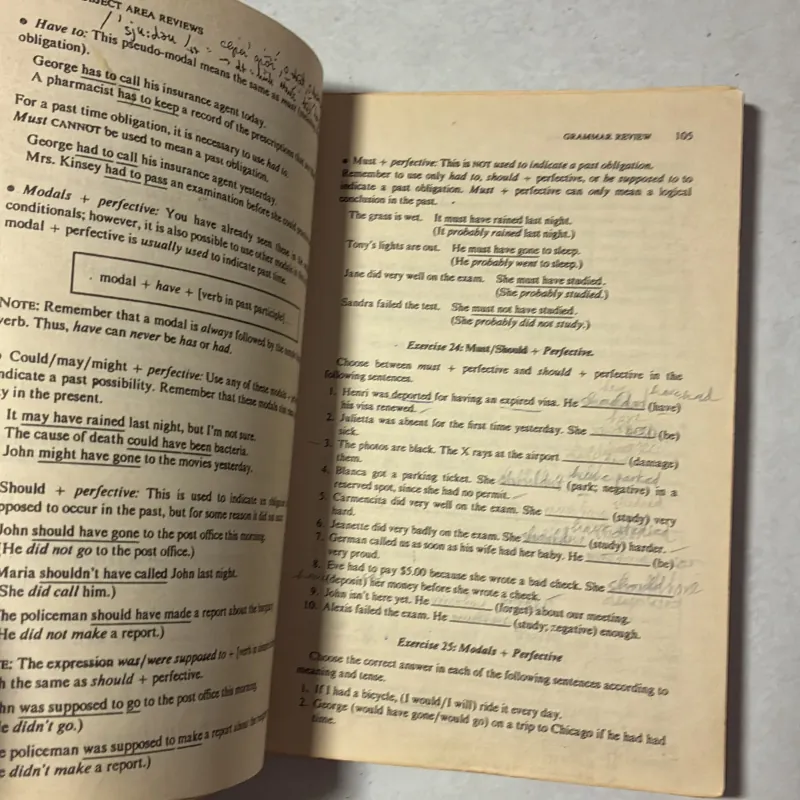 BJECT AREA REVIEWS
/ˈsju:dəu/
• Have to: This pseudo-modal means the same as must
obligation).
George has to call his insurance agent today.
A pharmacist has to keep a record of the prescriptions that
For a past time obligation, it is necessary to use had to.
Must CANNOT be used to mean a past obligation.
George had to call his insurance agent yesterday.
Mrs. Kinsey had to pass an examination before she could
• Modals + perfective: You have already seen these
conditionals; however, it is also possible to use other modals in
modal + perfective is usually used to indicate past time.
modal + have + [verb in past participle]
NOTE: Remember that a modal is always followed by the
verb. Thus, have can never be has or had.
Could/may/might + perfective: Use any of these modals
ndicate a past possibility. Remember that these modals
ty in the present.
It may have rained last night, but I'm not sure.
The cause of death could have been bacteria.
John might have gone to the movies yesterday.
Should + perfective: This is used to indicate an
pposed to occur in the past, but for some reason it did
John should have gone to the post office this morning.
(He did not go to the post office.)
Maria shouldn't have called John last night.
(She did call him.)
The policeman should have made a report about the
He did not make a report.)
TE: The expression was/were supposed to + [verb in
h the same as should + perfective.
hn was supposed to go to the post office this morning.
e didn't go.)
e policeman was supposed to make a report about the
e didn't make a report.)
GRAMMAR REVIEW 105
• Must + perfective: This is NOT used to indicate a past obligation.
Remember to use only had to, should + perfective, or be supposed to to
indicate a past obligation. Must + perfective can only mean a logical
conclusion in the past.
The grass is wet. It must have rained last night.
(It probably rained last night.)
Tony's lights are out. He must have gone to sleep.
(He probably went to sleep.)
Jane did very well on the exam. She must have studied.
(She probably studied.)
Sandra failed the test. She must not have studied.
(She probably did not study.)
Exercise 24: Must/Should + Perfective.
Choose between must + perfective and should + perfective in the
following sentences.
1. Henri was deported for having an expired visa. He (have)
his visa renewed.
2. Julietta was absent for the first time yesterday. She (be)
sick.
3. The photos are black. The X rays at the airport (damage)
them.
4. Blanca got a parking ticket. She (park; negative) in a
reserved spot, since she had no permit.
5. Carmencita did very well on the exam. She (study) very
hard.
6. Jeanette did very badly on the exam. She (study) harder.
7. German called us as soon as his wife had her baby. He (be)
very proud.
8. Eve had to pay $5.00 because she wrote a bad check. She
(deposit) her money before she wrote a check.
9. John isn't here yet. He (forget) about our meeting.
10. Alexis failed the exam. He (study; negative) enough.
Exercise 25: Modals + Perfective
Choose the correct answer in each of the following sentences according to
meaning and tense.
1. If I had a bicycle, (I would/I will) ride it every day.
2. George (would have gone/would go) on a trip to Chicago if he had had
time.